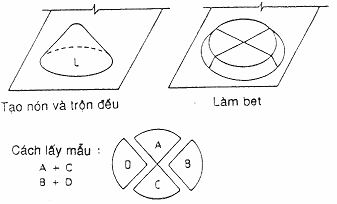 L
Tạo nón và trộn đều
Làm bẹt
Cách lấy mẫu :
A + C
B + D
A
D
B
C